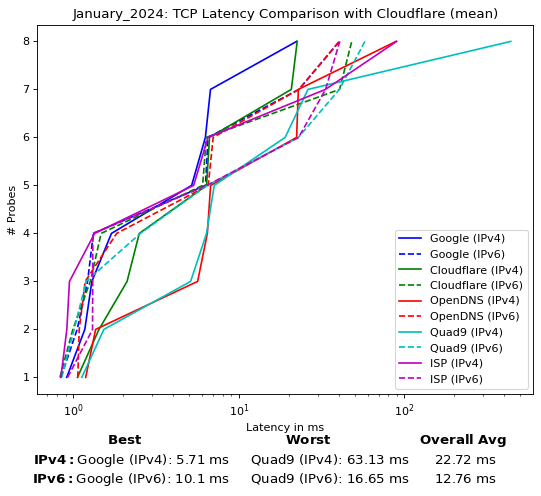 January_2024: TCP Latency Comparison with Cloudflare (mean)
# Probes
8
7
6
5
4
3
2
1
Google (IPv4)
Google (IPv6)
Cloudflare (IPv4)
Cloudflare (IPv6)
OpenDNS (IPv4)
OpenDNS (IPv6)
Quad9 (IPv4)
Quad9 (IPv6)
ISP (IPv4)
ISP (IPv6)
10⁰ 10¹ 10²
Latency in ms
Best Worst Overall Avg
IPv4: Google (IPv4): 5.71 ms Quad9 (IPv4): 63.13 ms 22.72 ms
IPv6: Google (IPv6): 10.1 ms Quad9 (IPv6): 16.65 ms 12.76 ms